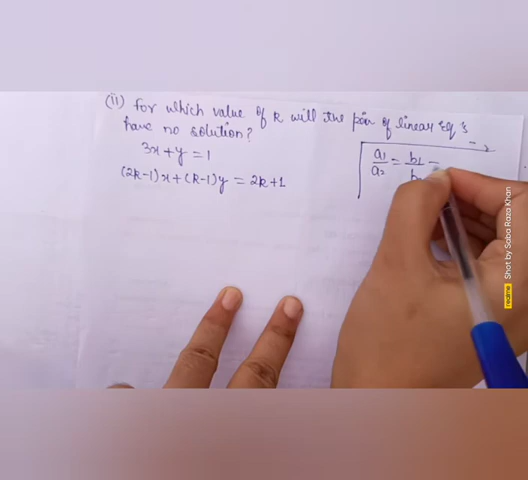 (ii) For which value of k will the pair of linear Eq's
have no solution?
3x + y = 1
(2k-1)x + (k-1)y = 2k+1
a1/a2 = b1/b =
realme Shot by Saba Raza Khan